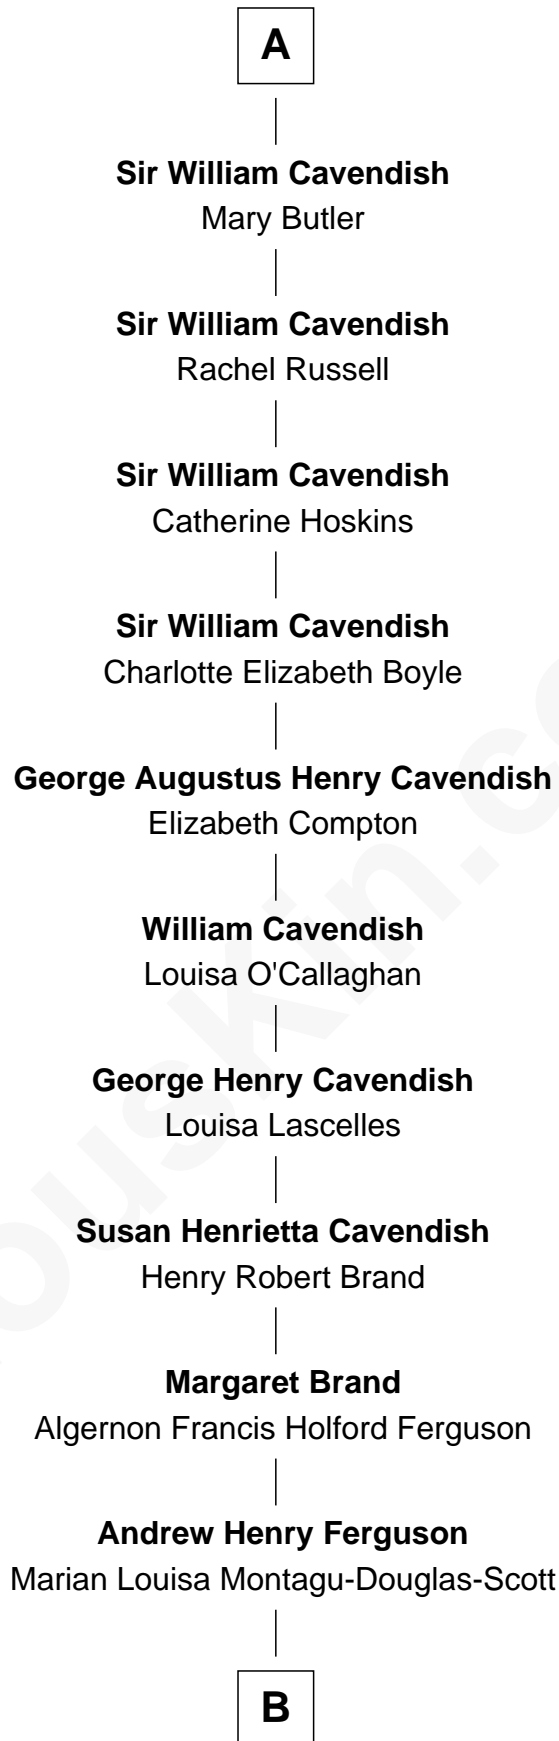 A
Sir William Cavendish
Mary Butler
Sir William Cavendish
Rachel Russell
Sir William Cavendish
Catherine Hoskins
Sir William Cavendish
Charlotte Elizabeth Boyle
George Augustus Henry Cavendish
Elizabeth Compton
William Cavendish
Louisa O'Callaghan
George Henry Cavendish
Louisa Lascelles
Susan Henrietta Cavendish
Henry Robert Brand
Margaret Brand
Algernon Francis Holford Ferguson
Andrew Henry Ferguson
Marian Louisa Montagu-Douglas-Scott
B